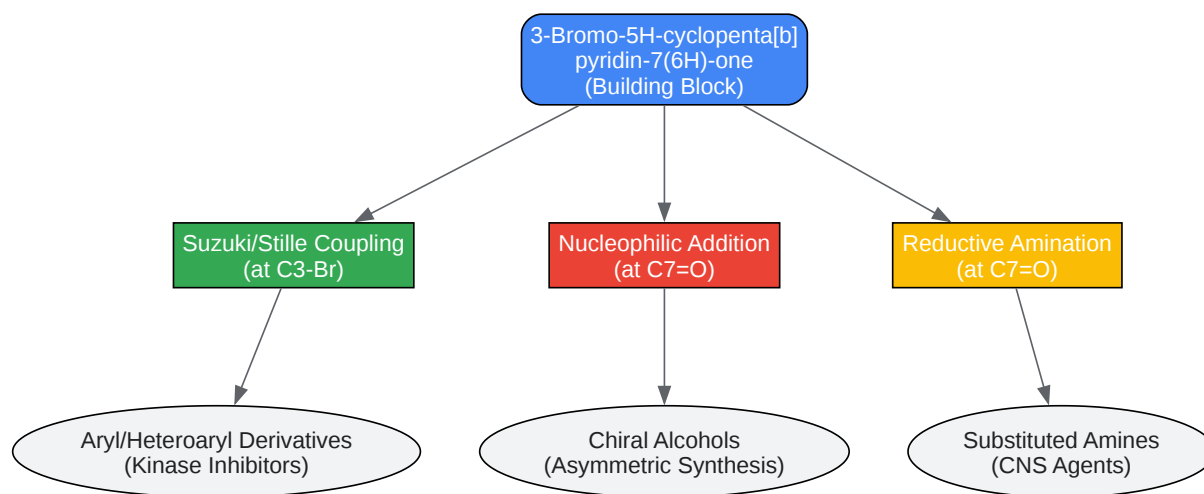 3-Bromo-5H-cyclopenta[b]
pyridin-7(6H)-one
(Building Block)
Suzuki/Stille Coupling
(at C3-Br)
Nucleophilic Addition
(at C7=O)
Reductive Amination
(at C7=O)
Aryl/Heteroaryl Derivatives
(Kinase Inhibitors)
Chiral Alcohols
(Asymmetric Synthesis)
Substituted Amines
(CNS Agents)